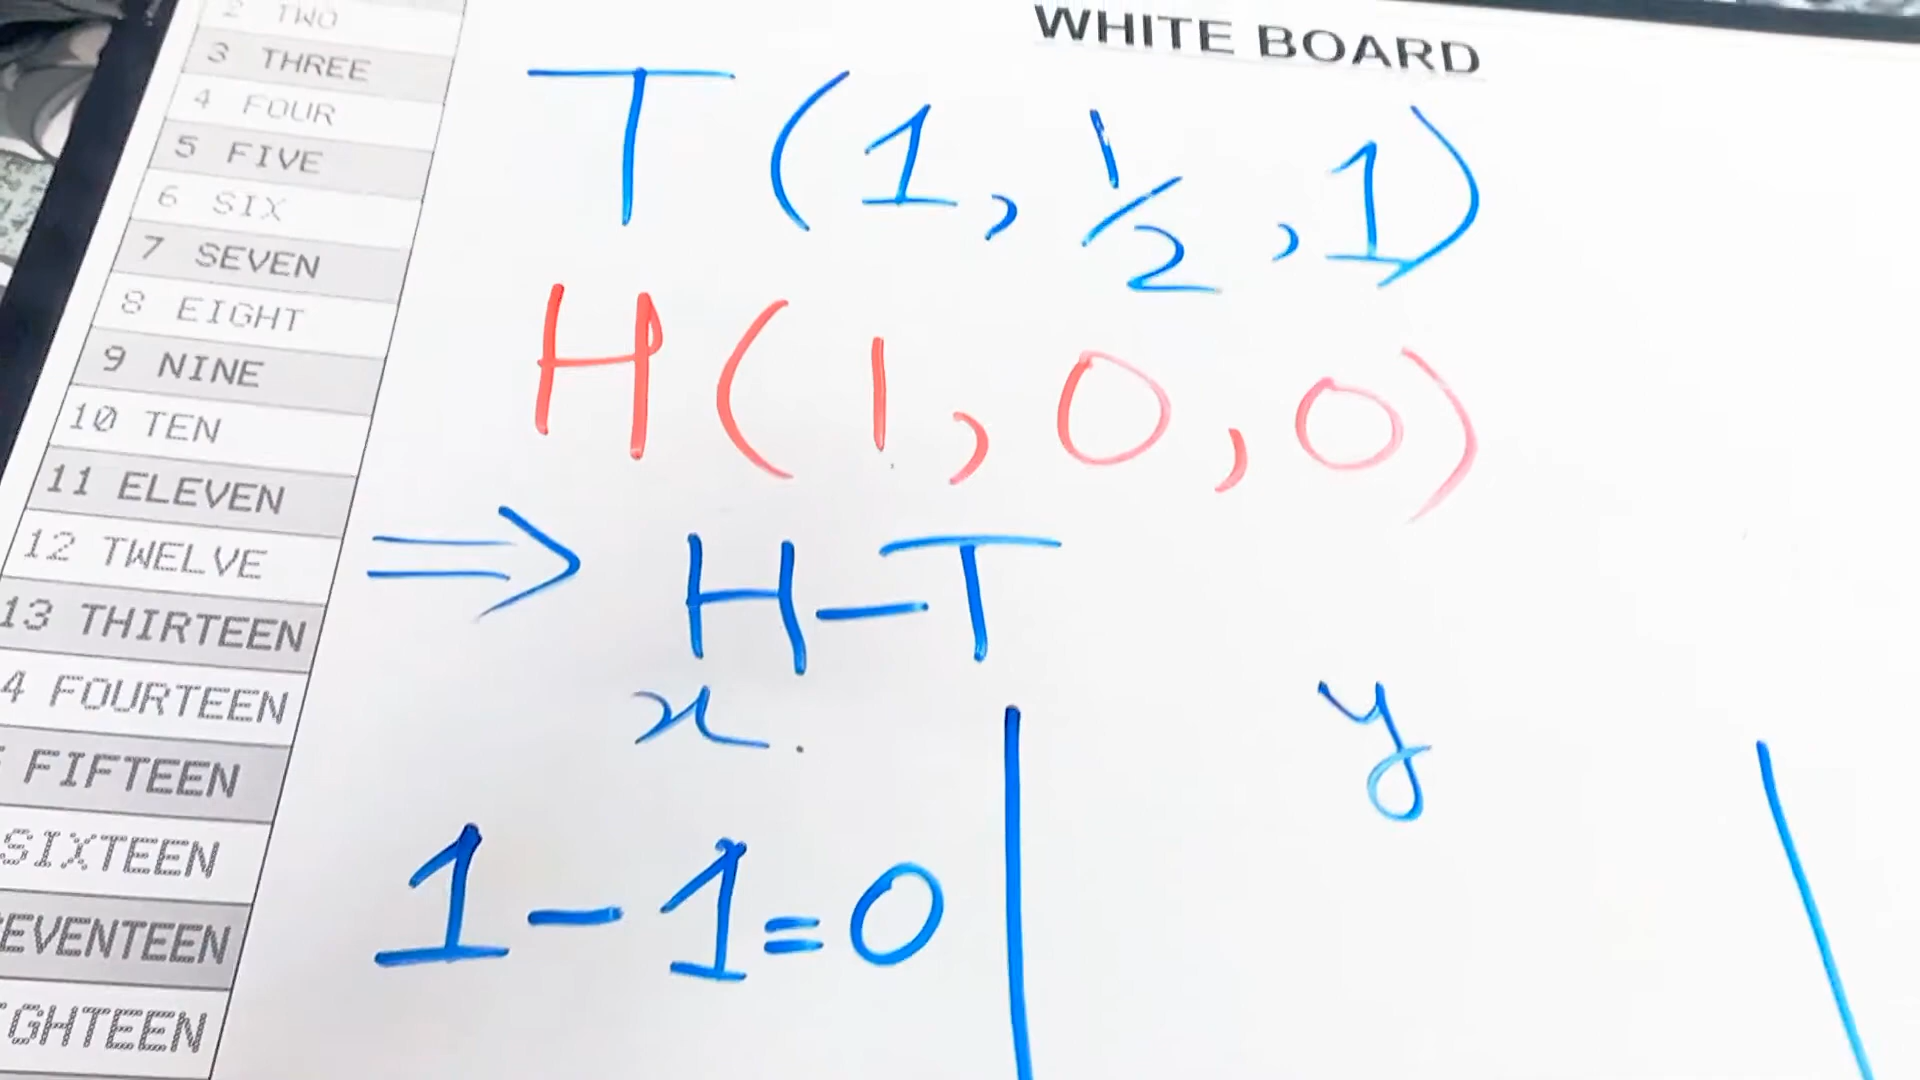 WHITE BOARD
2 TWO
3 THREE
4 FOUR
5 FIVE
6 SIX
7 SEVEN
8 EIGHT
9 NINE
10 TEN
11 ELEVEN
12 TWELVE
13 THIRTEEN
4 FOURTEEN
FIFTEEN
SIXTEEN
EVENTEEN
IGHTEEN
T (1, 1/2, 1)
H (1, 0, 0)
⇒ H-T
x y
1 - 1 = 0